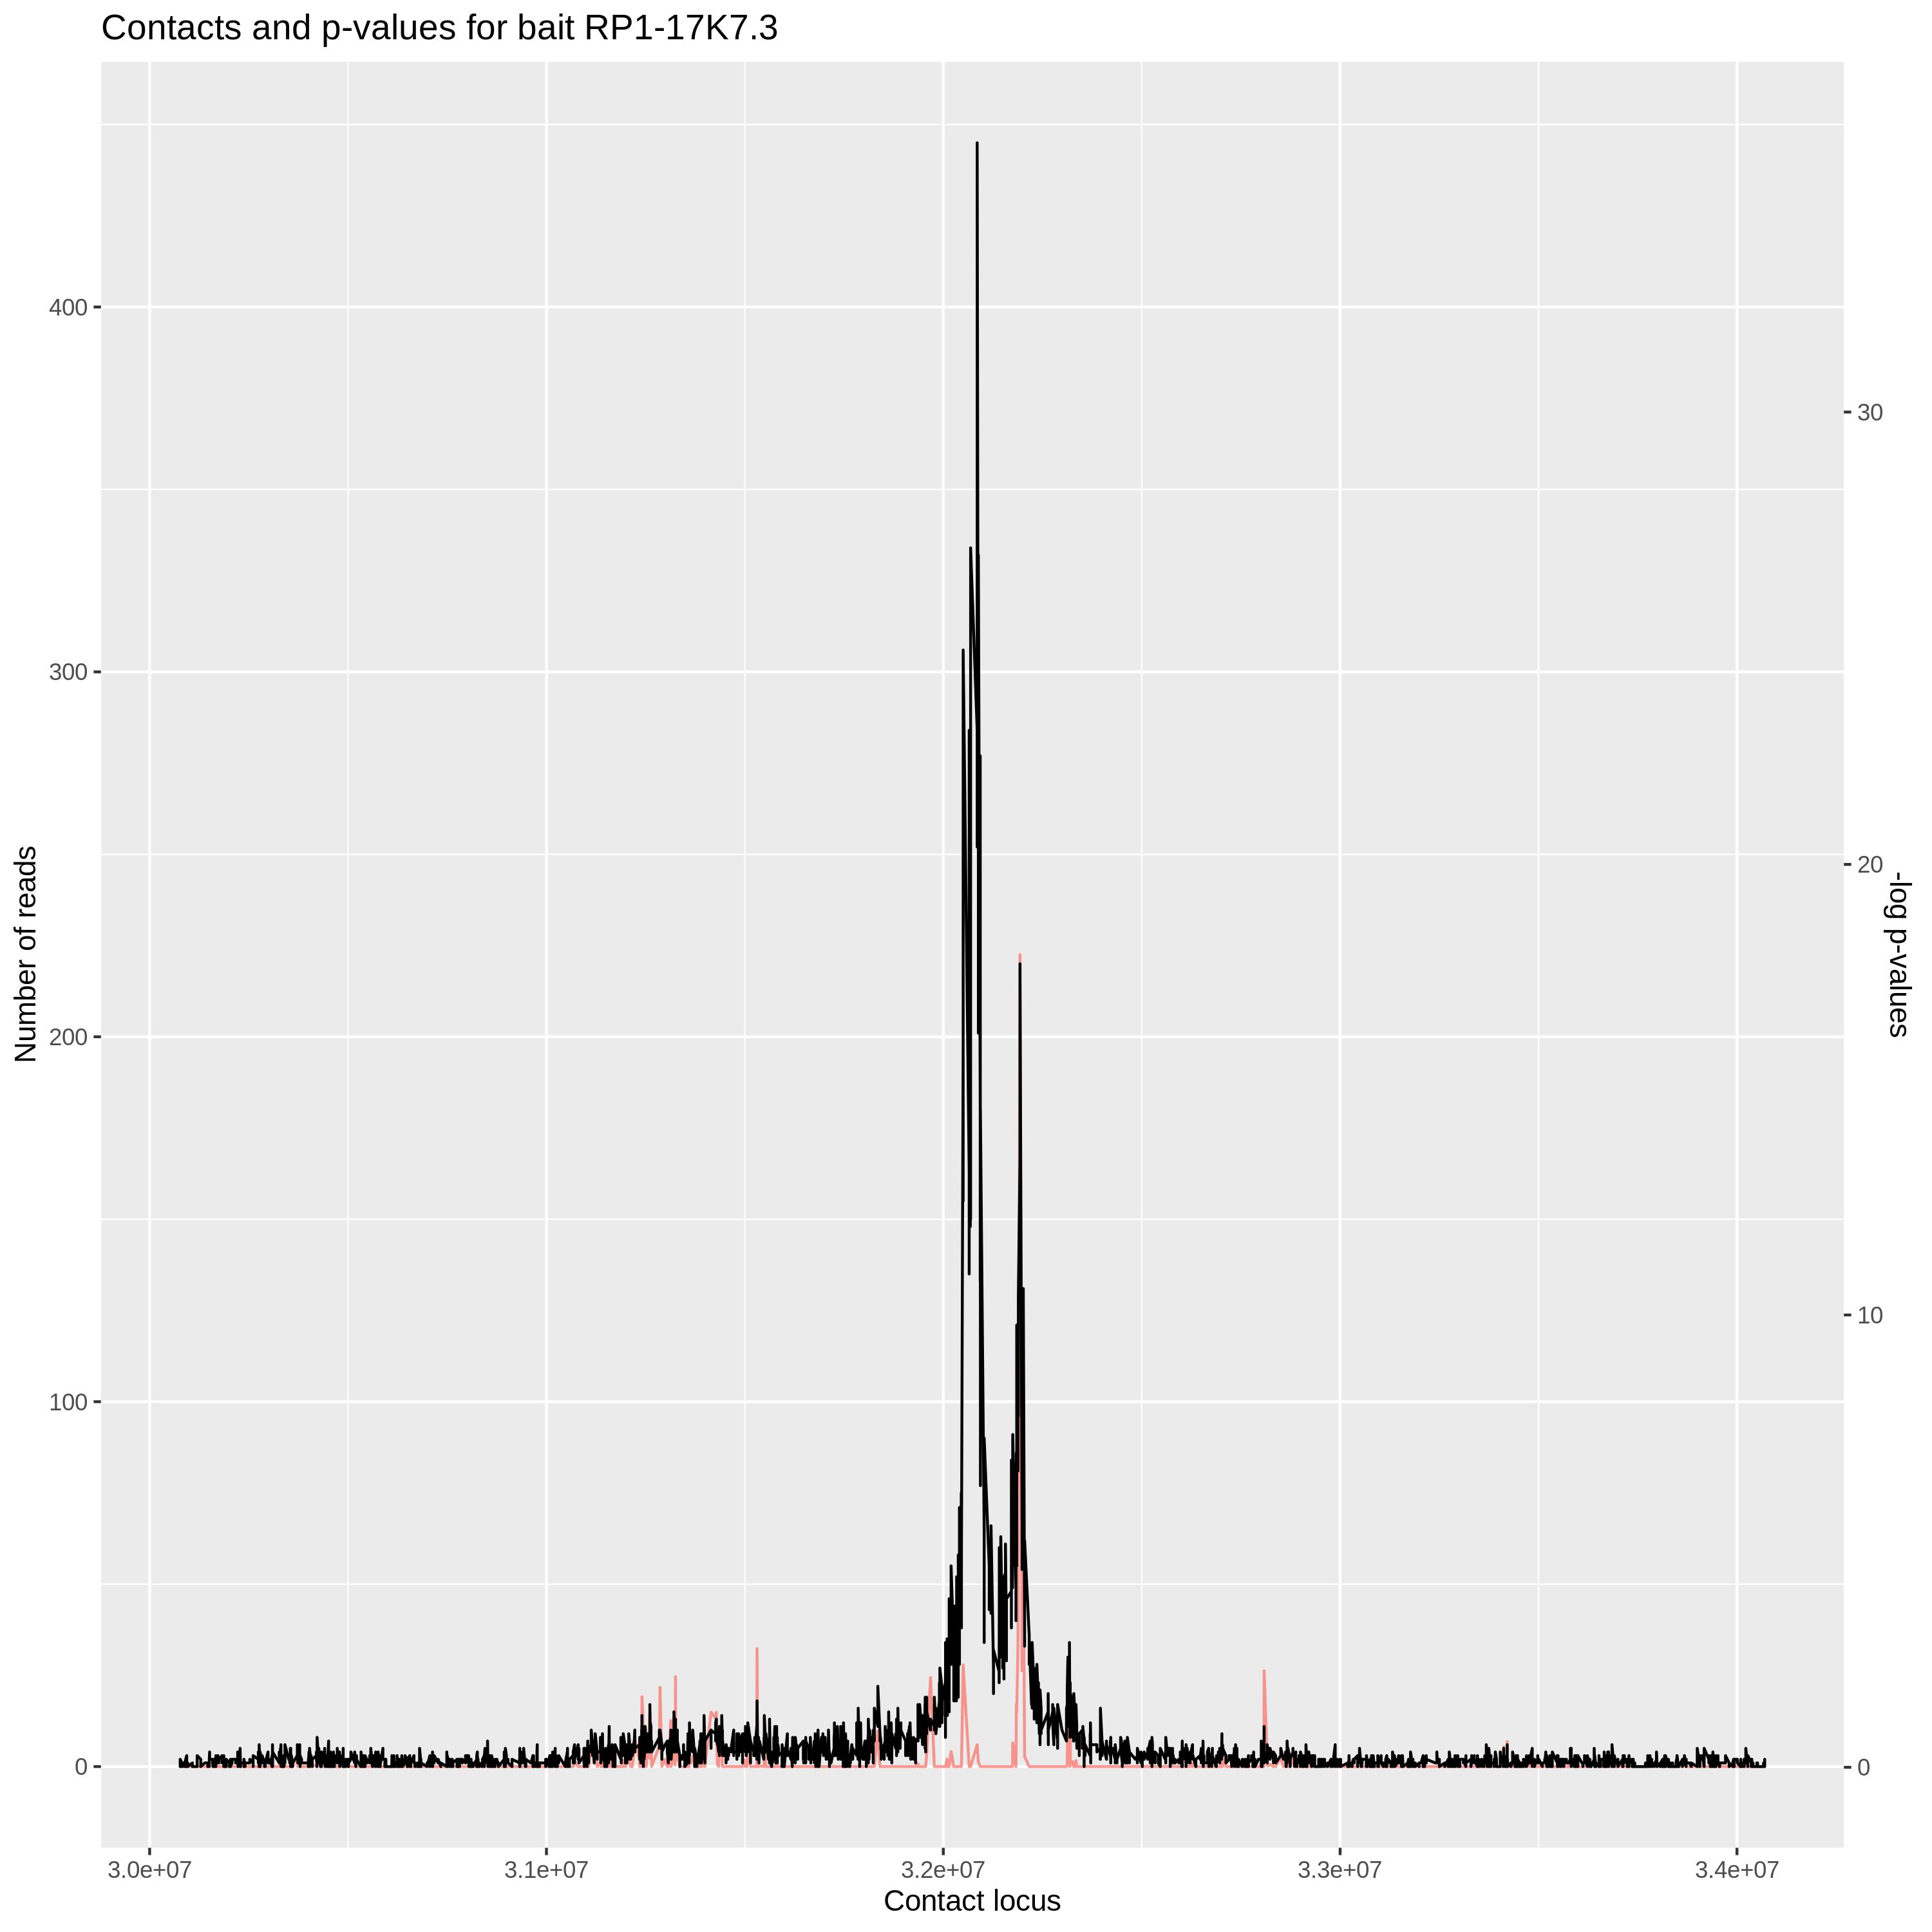 Contacts and p-values for bait RP1-17K7.3
400
300
200
100
0
Number of reads
30
20
10
0
-log p-values
3.0e+07 3.1e+07 3.2e+07 3.3e+07 3.4e+07
Contact locus